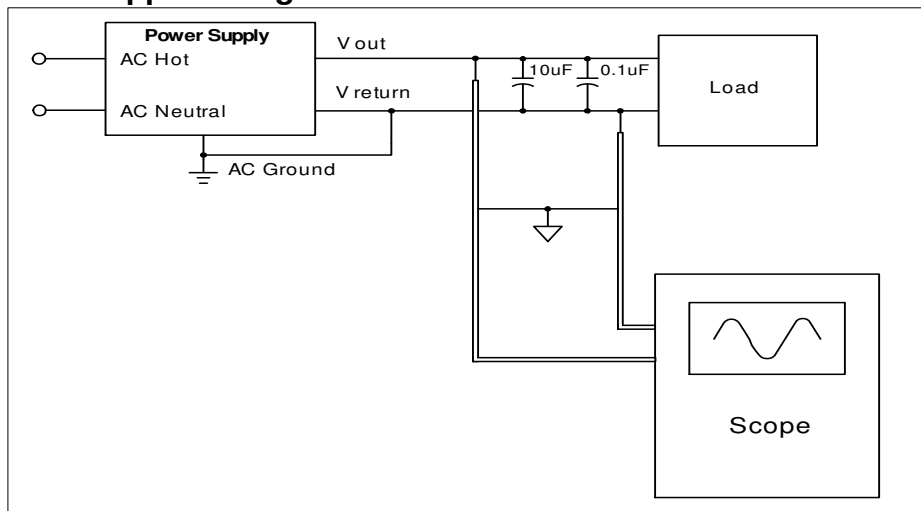 Power Supply
V out
AC Hot
10uF
0.1uF
Load
V return
AC Neutral
AC Ground
Scope